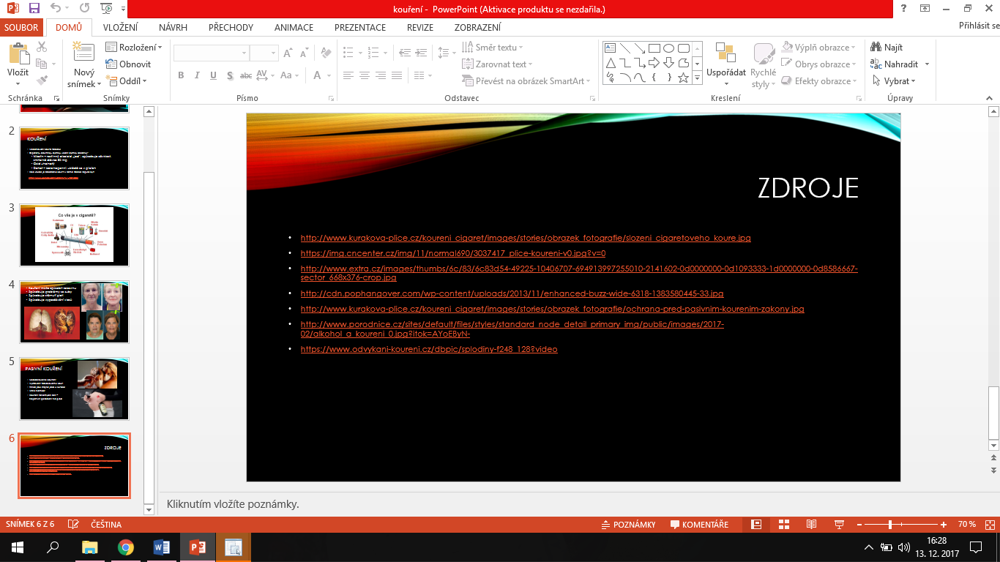 kouření - PowerPoint (Aktivace produktu se nezdařila.)
SOUBOR DOMŮ VLOŽENÍ NÁVRH PŘECHODY ANIMACE PREZENTACE REVIZE ZOBRAZENÍ Přihlásit se
Vložit
Schránka
Nový snímek
Rozložení
Obnovit
Oddíl
Snímky
Písmo
Směr textu
Zarovnat text
Převést na obrázek SmartArt
Odstavec
Uspořádat
Rychlé styly
Výplň obrazce
Obrys obrazce
Efekty obrazce
Kreslení
Najít
Nahradit
Vybrat
Úpravy
2
KOUŘENÍ
3
Co vše je v cigaretě?
4
5
PASIVNÍ KOUŘENÍ
6
ZDROJE
ZDROJE
• http://www.kurakova-plice.cz/koureni_cigaret/images/stories/obrazek_fotografie/slozeni_cigaretoveho_koure.jpg
• https://img.cncenter.cz/img/11/normal690/3037417_plice-koureni-v0.jpg?v=0
• http://www.extra.cz/images/thumbs/6c/83/6c83d54-49225-10406707-694913997255010-2141602-0d0000000-0d1093333-1d0000000-0d8586667-
sector_668x376-crop.jpg
• http://cdn.pophangover.com/wp-content/uploads/2013/11/enhanced-buzz-wide-6318-1383580445-33.jpg
• http://www.kurakova-plice.cz/koureni_cigaret/images/stories/obrazek_fotografie/ochrana-pred-pasivnim-kourenim-zakony.jpg
• http://www.porodnice.cz/sites/default/files/styles/standard_node_detail_primary_img/public/images/2017-
02/alkohol_a_koureni_0.jpg?itok=AYoEByN-
• https://www.odvykani-koureni.cz/dbpic/splodiny-f248_128?video
Kliknutím vložíte poznámky.
SNÍMEK 6 Z 6 ČEŠTINA POZNÁMKY KOMENTÁŘE 70 %
16:28
13. 12. 2017